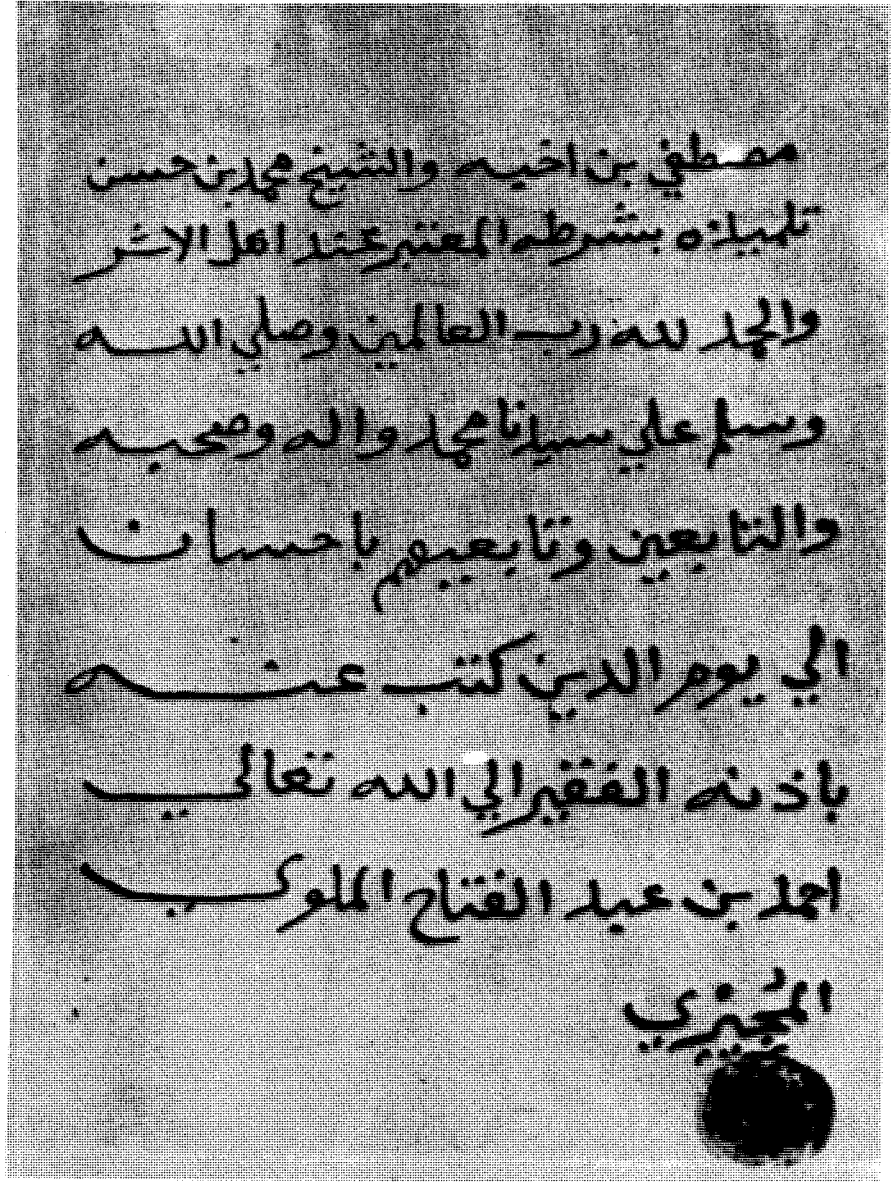 مصطفي بن اخيه والشيخ محمد بن حسن
تلميذه بشرطه المعتبر عند اهل الاثر
والحمد لله رب العالمين وصلي الله
وسلم علي سيدنا محمد واله وصحبه
والتابعين وتابعيهم باحسان
الي يوم الدين كتب عنه
باذنه الفقير الي الله تعالي
احمد بن عبد الفتاح الملوي
المُجيزي